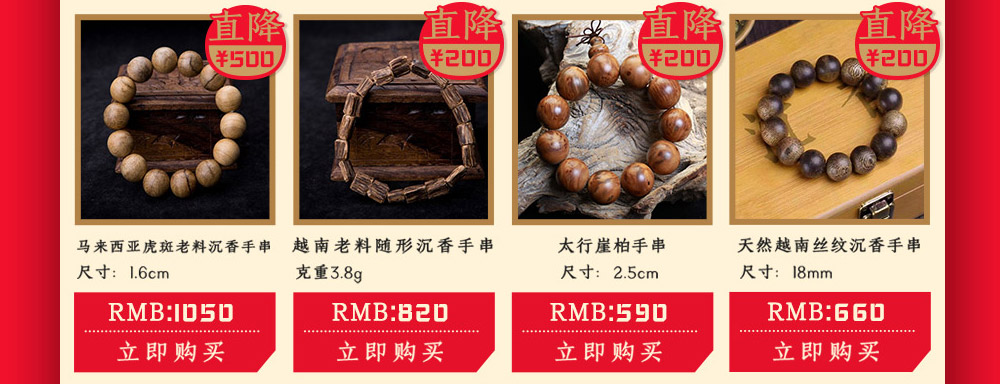 直降
¥500
直降
¥200
直降
¥200
直降
¥200
马来西亚虎斑老料沉香手串
尺寸：1.6cm
越南老料随形沉香手串
克重3.8g
太行崖柏手串
尺寸：2.5cm
天然越南丝纹沉香手串
尺寸：18mm
RMB:1050
立即购买
RMB:820
立即购买
RMB:590
立即购买
RMB:660
立即购买